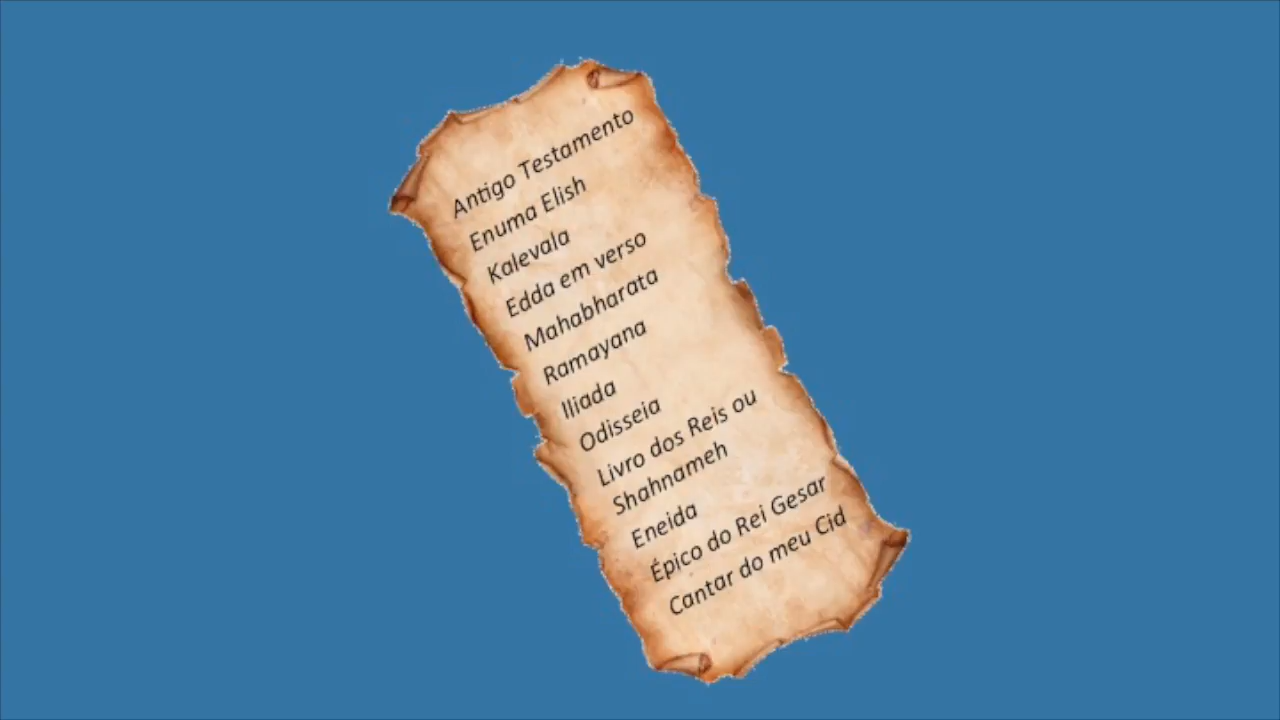 Antigo Testamento
Enuma Elish
Kalevala
Edda em verso
Mahabharata
Ramayana
Ilíada
Odisseia
Livro dos Reis ou
Shahnameh
Eneida
Épico do Rei Gesar
Cantar do meu Cid